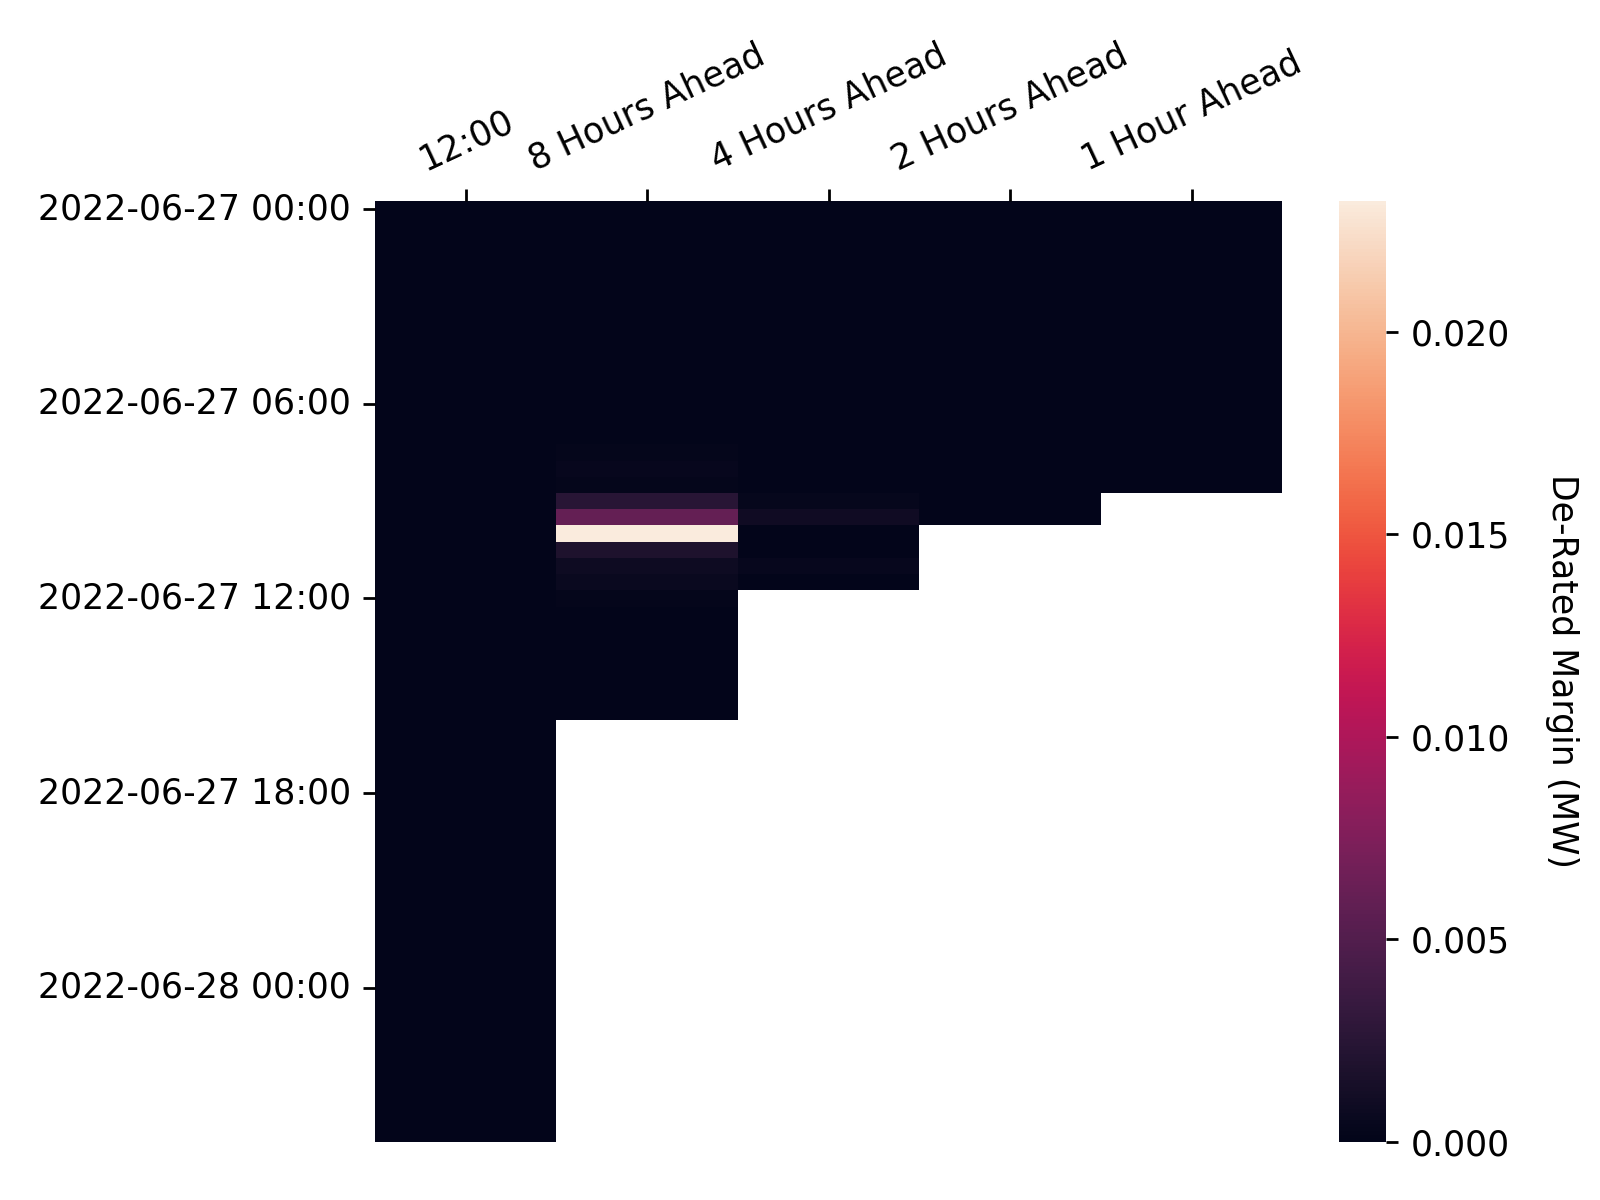 12:00
8 Hours Ahead
4 Hours Ahead
2 Hours Ahead
1 Hour Ahead
2022-06-27 00:00
2022-06-27 06:00
2022-06-27 12:00
2022-06-27 18:00
2022-06-28 00:00
0.020
0.015
0.010
0.005
0.000
De-Rated Margin (MW)